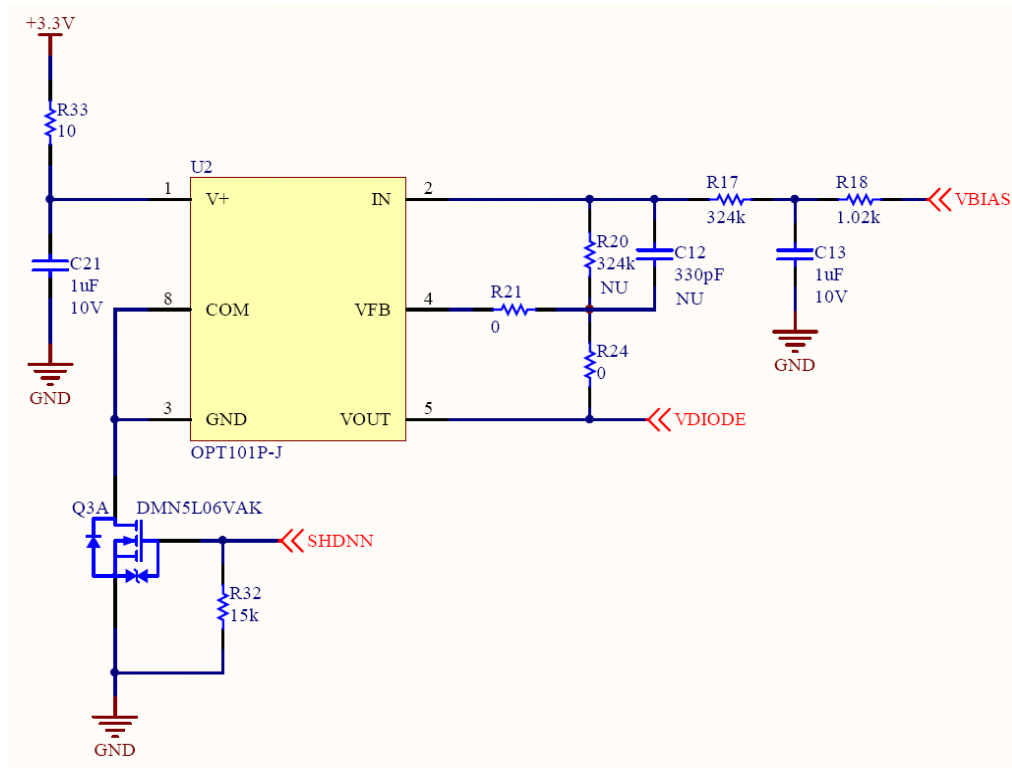 +3.3V
R33
10
U2
1
V+
IN
2
R17
324k
R18
1.02k
VBIAS
C21
1uF
10V
R20
324k
NU
C12
330pF
NU
C13
1uF
10V
8
COM
VFB
4
R21
0
GND
R24
0
GND
3
GND
VOUT
5
VDIODE
OPT101P-J
Q3A
DMN5L06VAK
SHDNN
R32
15k
GND